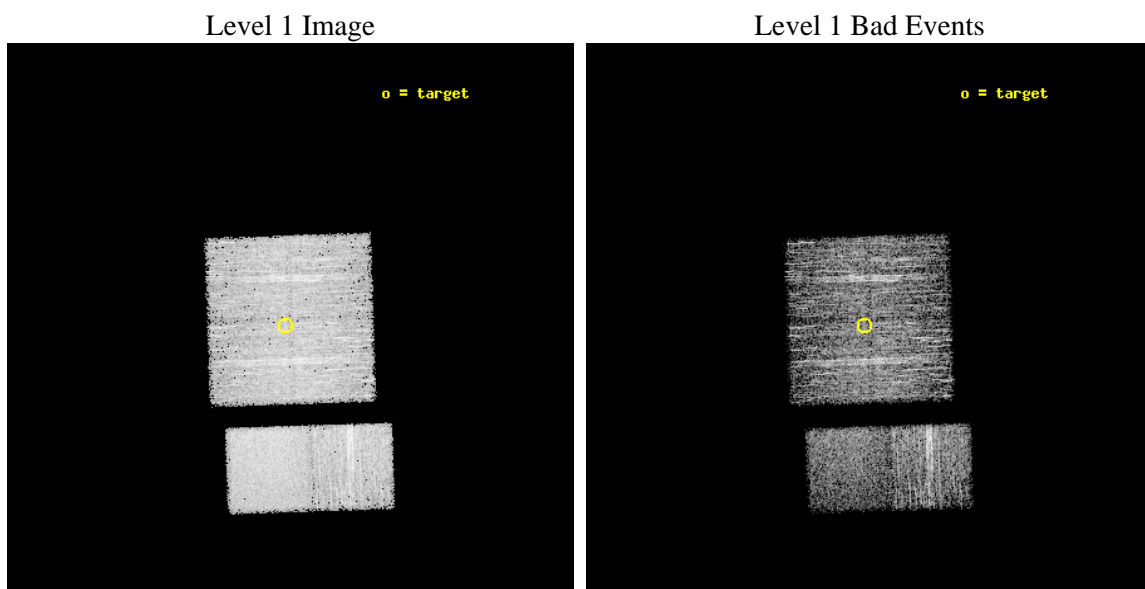 Level 1 Image
Level 1 Bad Events
o = target
o = target